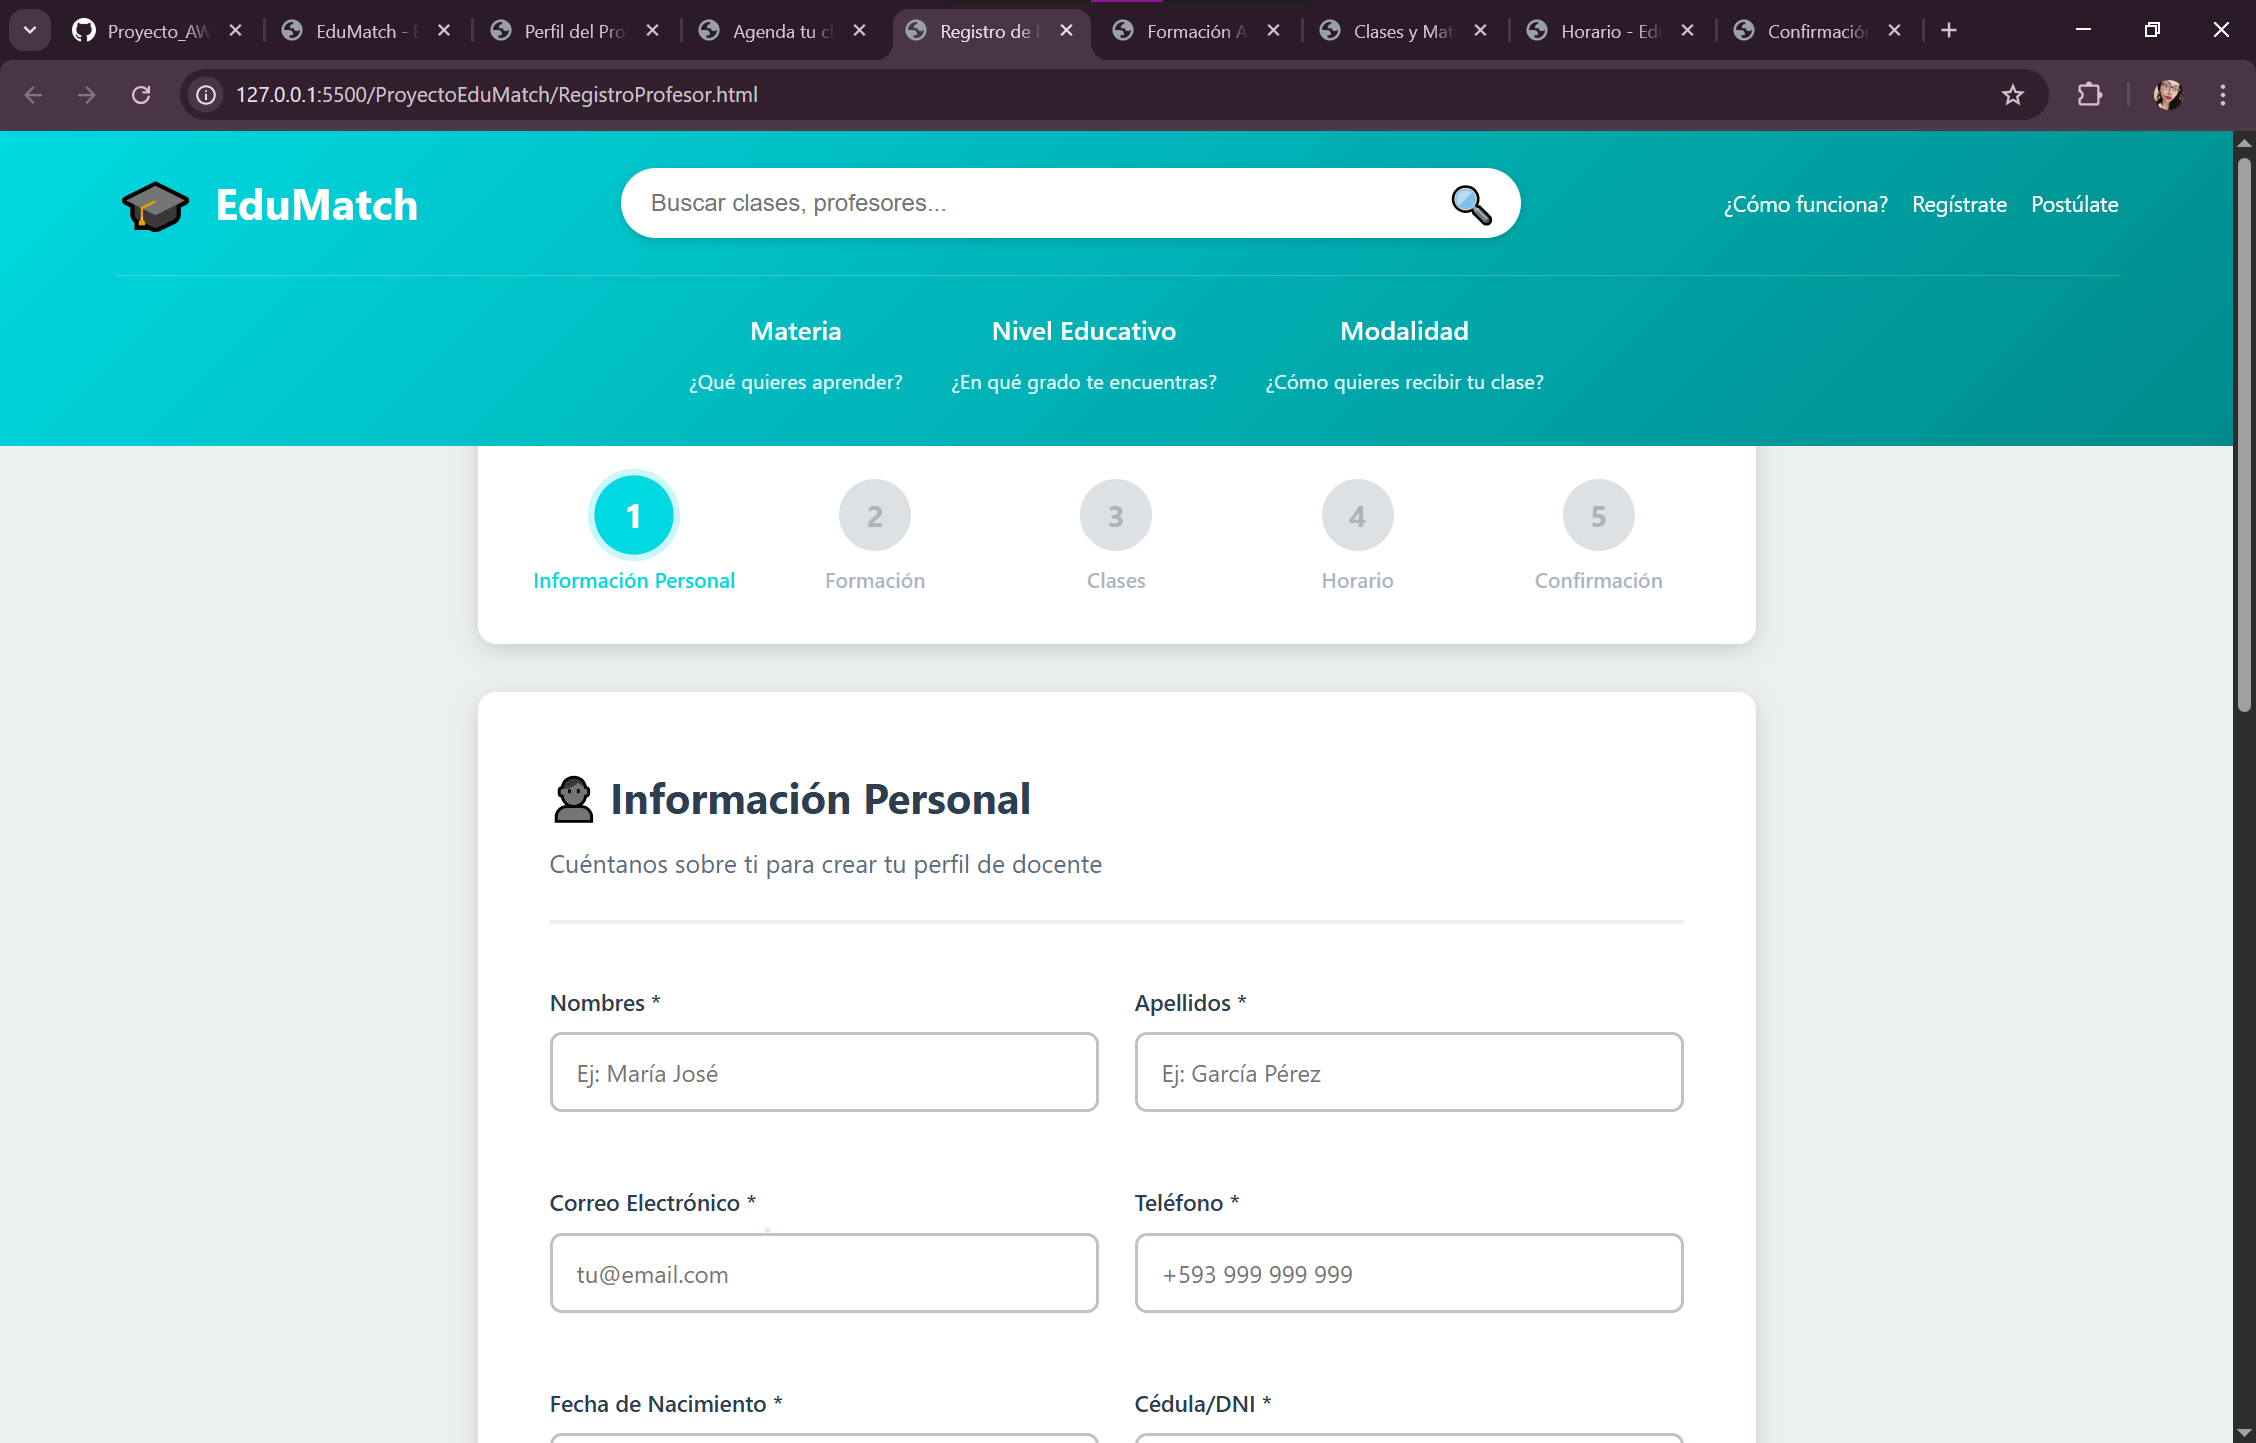 Proyecto_AW
EduMatch - E
Perfil del Pro
Agenda tu cl
Registro de
Formación A
Clases y Mat
Horario - Ed
Confirmació
127.0.0.1:5500/ProyectoEduMatch/RegistroProfesor.html
EduMatch
Buscar clases, profesores...
¿Cómo funciona? Regístrate Postúlate
Materia
¿Qué quieres aprender?
Nivel Educativo
¿En qué grado te encuentras?
Modalidad
¿Cómo quieres recibir tu clase?
1
Información Personal
2
Formación
3
Clases
4
Horario
5
Confirmación
Información Personal
Cuéntanos sobre ti para crear tu perfil de docente
Nombres *
Ej: María José
Apellidos *
Ej: García Pérez
Correo Electrónico *
tu@email.com
Teléfono *
+593 999 999 999
Fecha de Nacimiento *
Cédula/DNI *